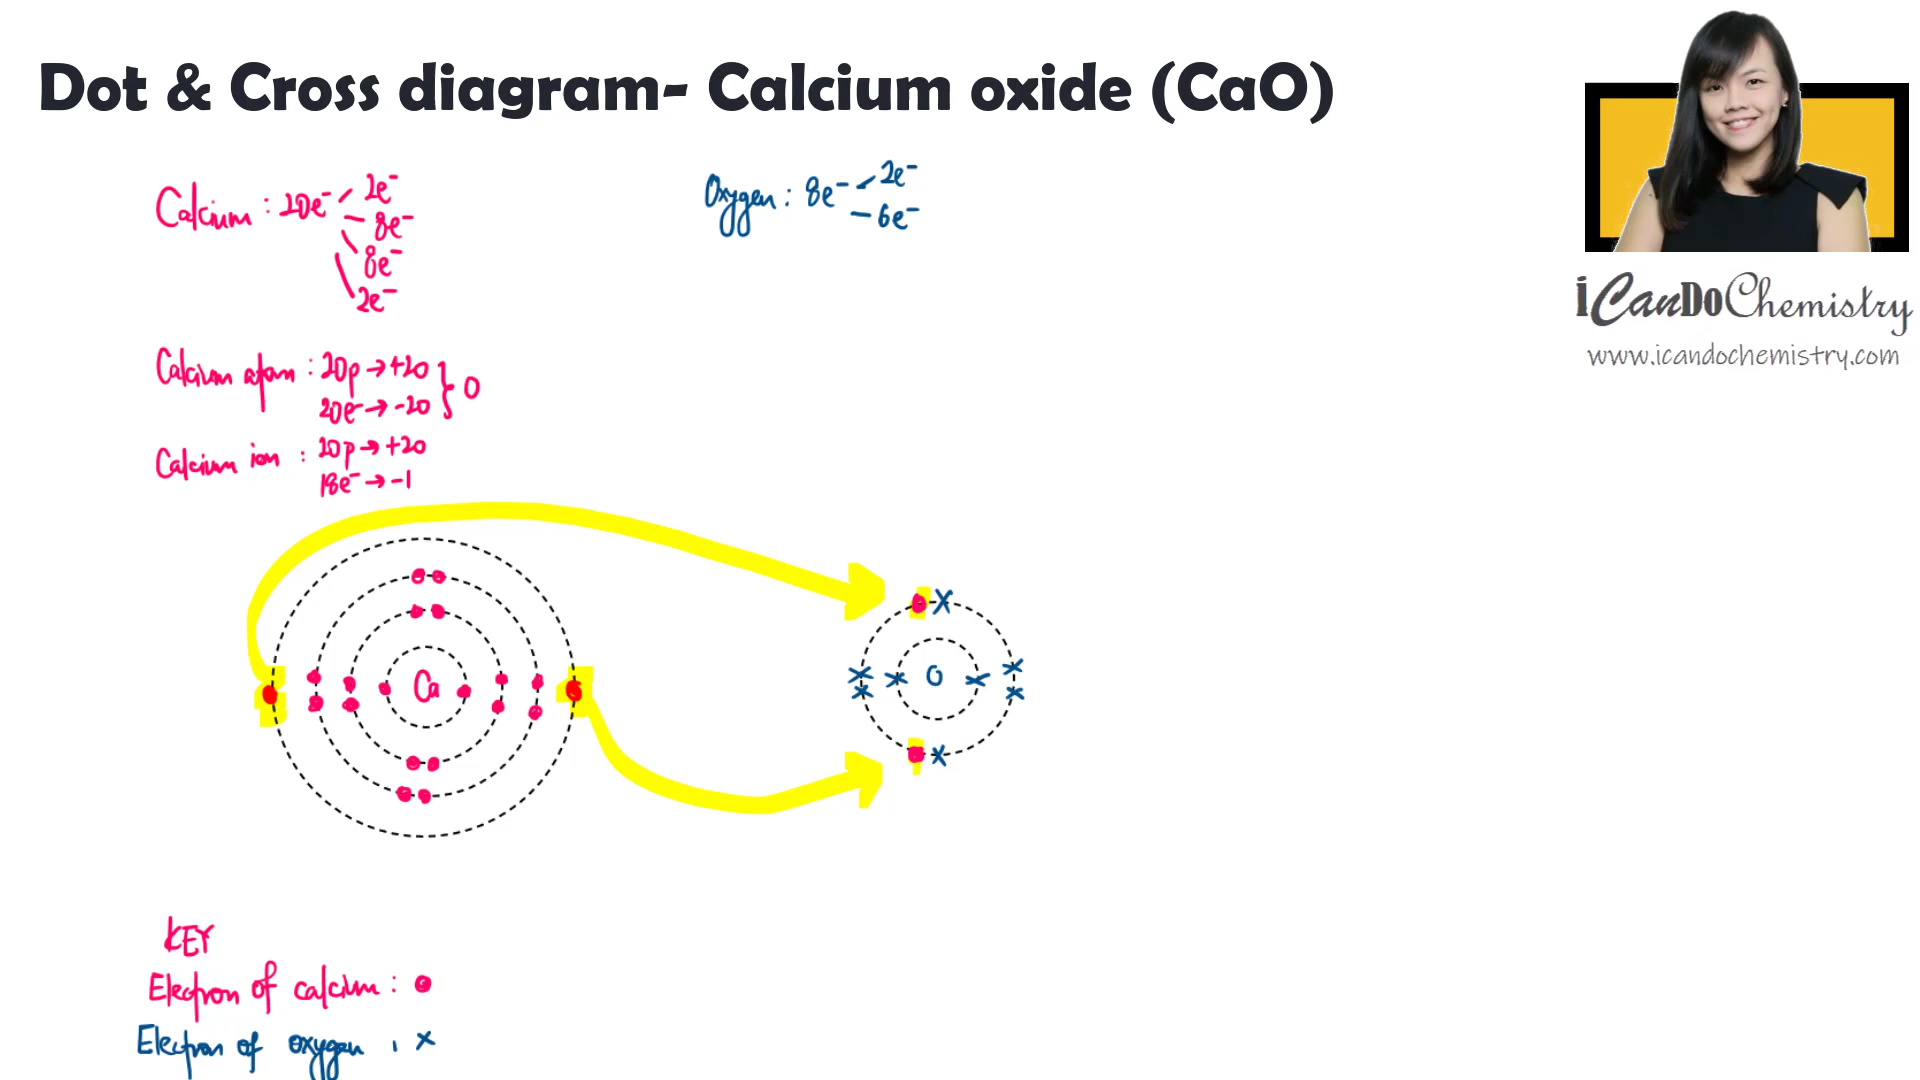 Dot & Cross diagram- Calcium oxide (CaO)
iCanDoChemistry
www.icandochemistry.com
Calcium : 20e⁻ 2e⁻
8e⁻
8e⁻
2e⁻
Oxygen : 8e⁻ 2e⁻
6e⁻
Calcium atom : 20p → +20 } 0
20e⁻ → -20
Calcium ion : 20p → +20
18e⁻ → -1
Ca
O
KEY
Electron of calcium : ●
Electron of oxygen : x